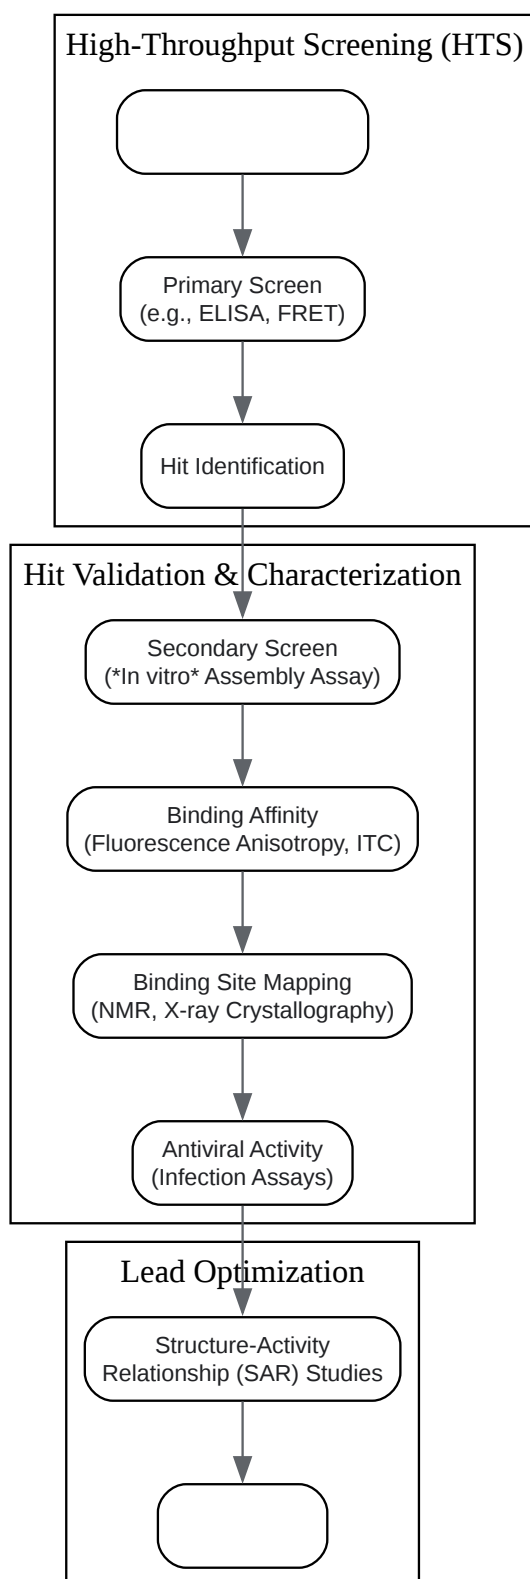 High-Throughput Screening (HTS)
Primary Screen
(e.g., ELISA, FRET)
Hit Identification
Hit Validation & Characterization
Secondary Screen
(*In vitro* Assembly Assay)
Binding Affinity
(Fluorescence Anisotropy, ITC)
Binding Site Mapping
(NMR, X-ray Crystallography)
Antiviral Activity
(Infection Assays)
Lead Optimization
Structure-Activity
Relationship (SAR) Studies